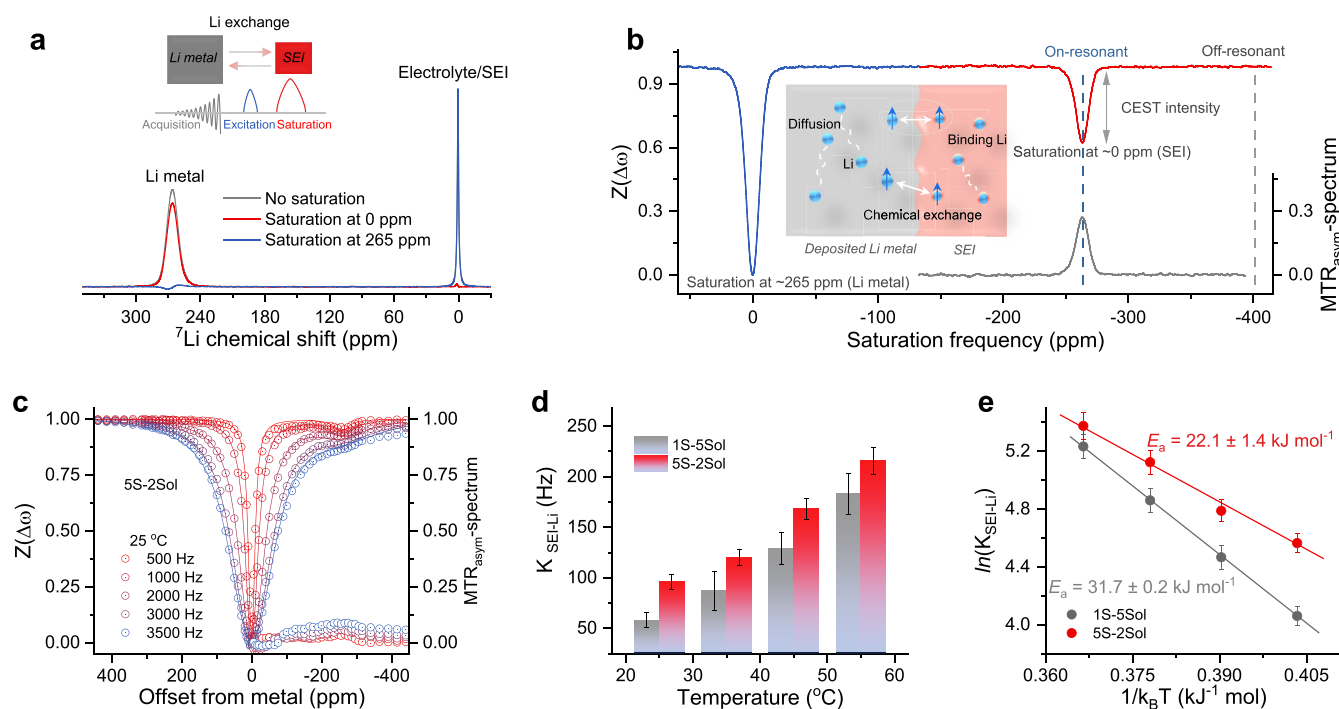 a
Li exchange
Li metal
SEI
Acquisition
Excitation
Saturation
Electrolyte/SEI
Li metal
No saturation
Saturation at 0 ppm
Saturation at 265 ppm
300 240 180 120 60 0
⁷Li chemical shift (ppm)
b
On-resonant
Off-resonant
0.9
0.6
0.3
0.0
Z(Δω)
CEST intensity
Diffusion
Li
Binding Li
Chemical exchange
Deposited Li metal
SEI
Saturation at ~0 ppm (SEI)
Saturation at ~265 ppm (Li metal)
0.3
0.0
MTRasym-spectrum
0 -100 -200 -300 -400
Saturation frequency (ppm)
c
1.00
0.75
0.50
0.25
0.00
Z(Δω)
5S-2Sol
25 ºC
500 Hz
1000 Hz
2000 Hz
3000 Hz
3500 Hz
1.00
0.75
0.50
0.25
0.00
MTRasym-spectrum
400 200 0 -200 -400
Offset from metal (ppm)
d
250
200
150
100
50
K SEI-Li (Hz)
1S-5Sol
5S-2Sol
20 30 40 50 60
Temperature (ºC)
e
5.2
4.8
4.4
4.0
ln(KSEI-Li)
Ea = 22.1 ± 1.4 kJ mol⁻¹
Ea = 31.7 ± 0.2 kJ mol⁻¹
1S-5Sol
5S-2Sol
0.360 0.375 0.390 0.405
1/kBT (kJ⁻¹ mol)